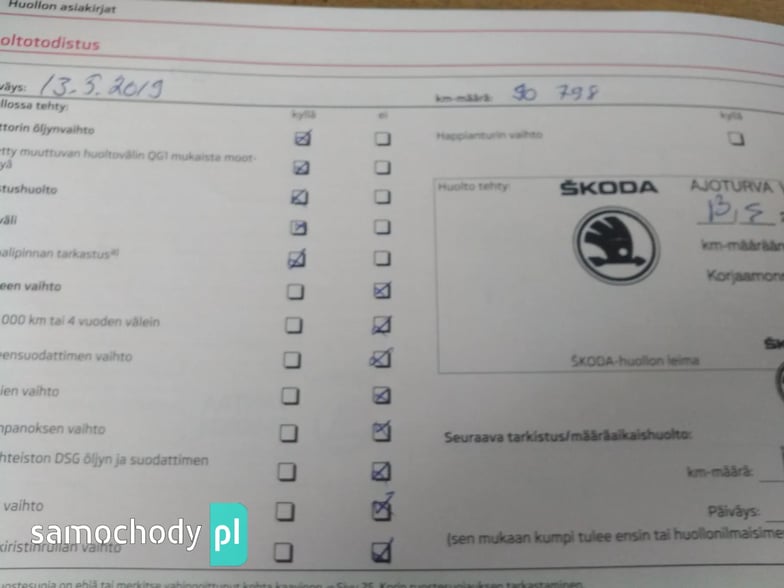 Huollon asiakirjat
oltotodistus
väys: 13.5.2019
km-määrä: 90 798
llossa tehty:
kyllä ei
kyllä
ttorin öljynvaihto
Happianturin vaihto
etty muuttuvan huoltovälin QG1 mukaista moot-
yä
Huolto tehty:
ŠKODA
AJOTURVA
stushuolto
13,5
väli
km-määrään
alipinnan tarkastus
Korjaamon
een vaihto
000 km tai 4 vuoden välein
eensuodattimen vaihto
ŠKODA-huollon leima
ien vaihto
npanoksen vaihto
Seuraava tarkistus/määräaikaishuolto:
hteiston DSG öljyn ja suodattimen
km-määrä:
vaihto
Päiväys:
samochody pl
(sen mukaan kumpi tulee ensin tai huollonilmaisime
kiristinrullan vaihto